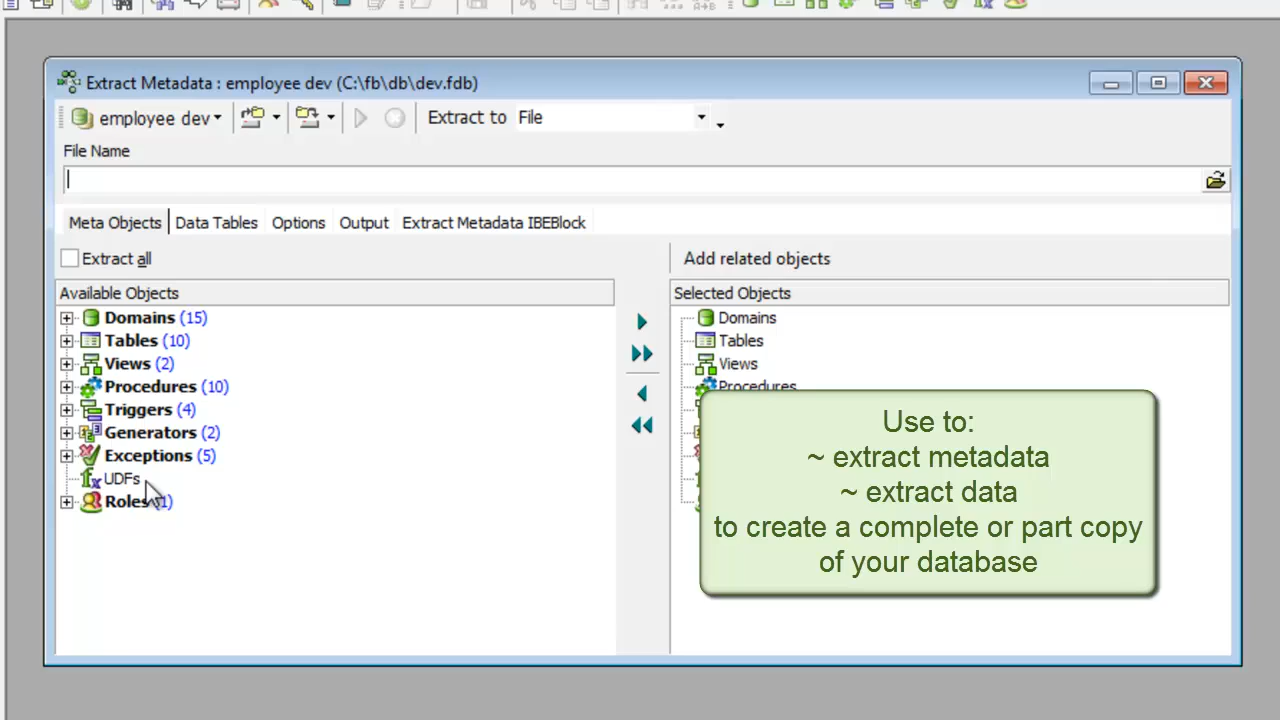 Extract Metadata : employee dev (C:\fb\db\dev.fdb)
employee dev Extract to File
File Name
Meta Objects Data Tables Options Output Extract Metadata IBEBlock
Extract all Add related objects
Available Objects Selected Objects
Domains (15) Domains
Tables (10) Tables
Views (2) Views
Procedures (10) Procedures
Triggers (4)
Generators (2)
Exceptions (5)
UDFs
Roles 1)
Use to:
~ extract metadata
~ extract data
to create a complete or part copy
of your database